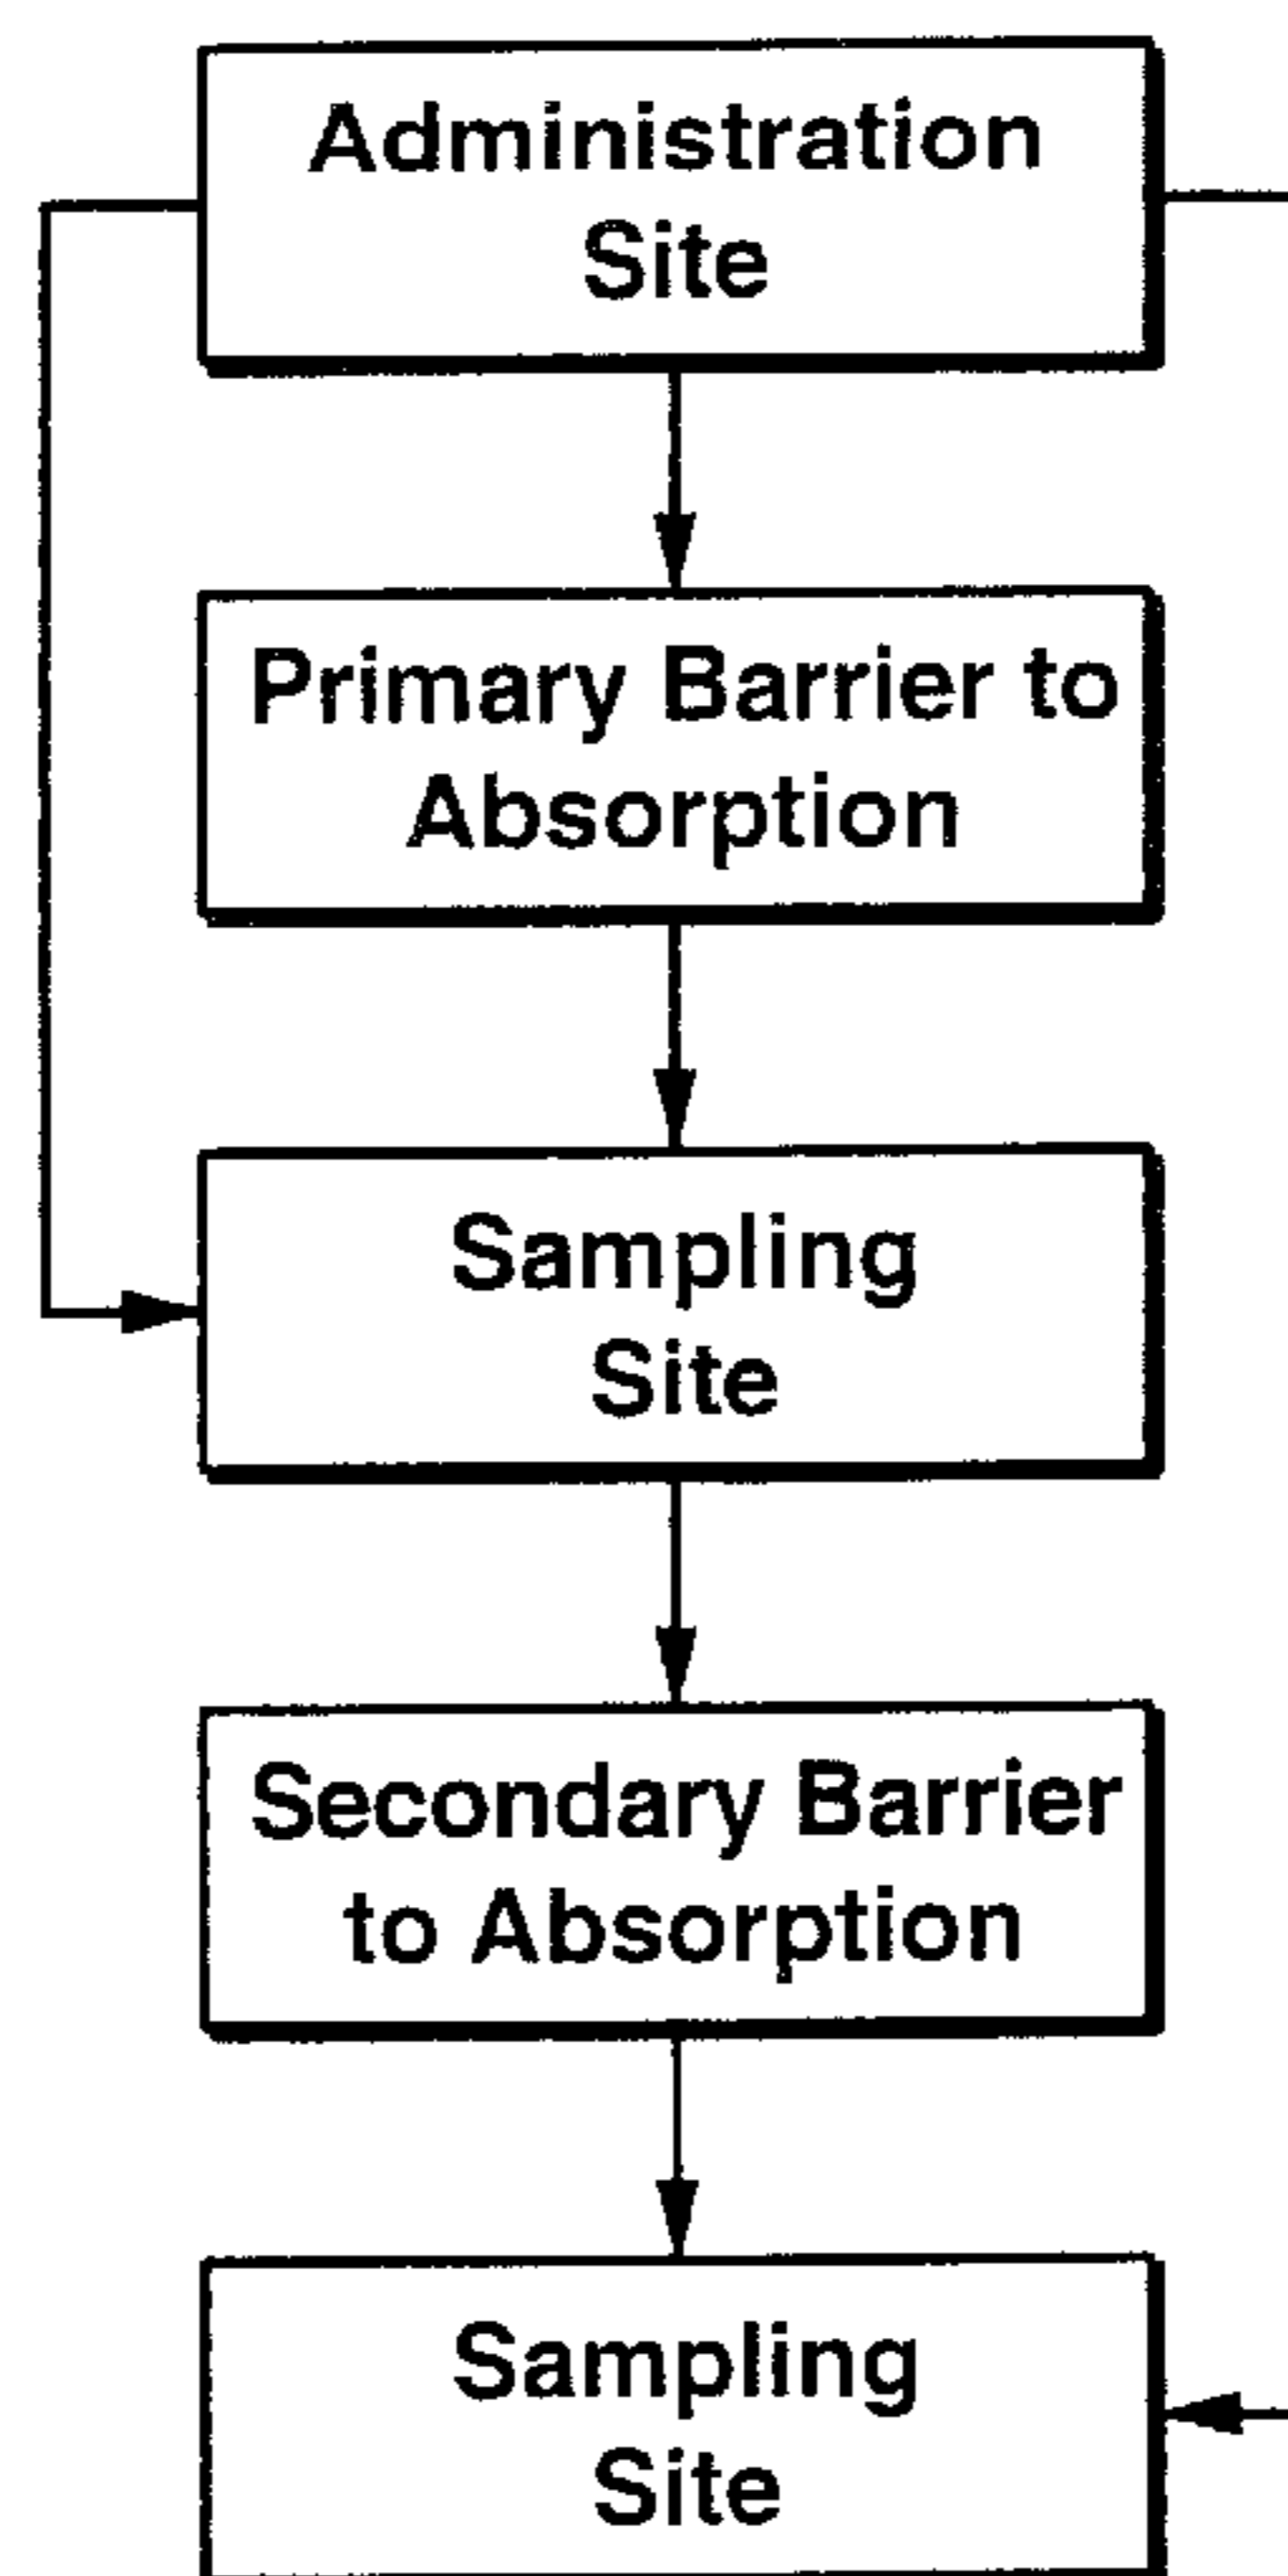 Administration
Site
Primary Barrier to
Absorption
Sampling
Site
Secondary Barrier
to Absorption
Sampling
Site